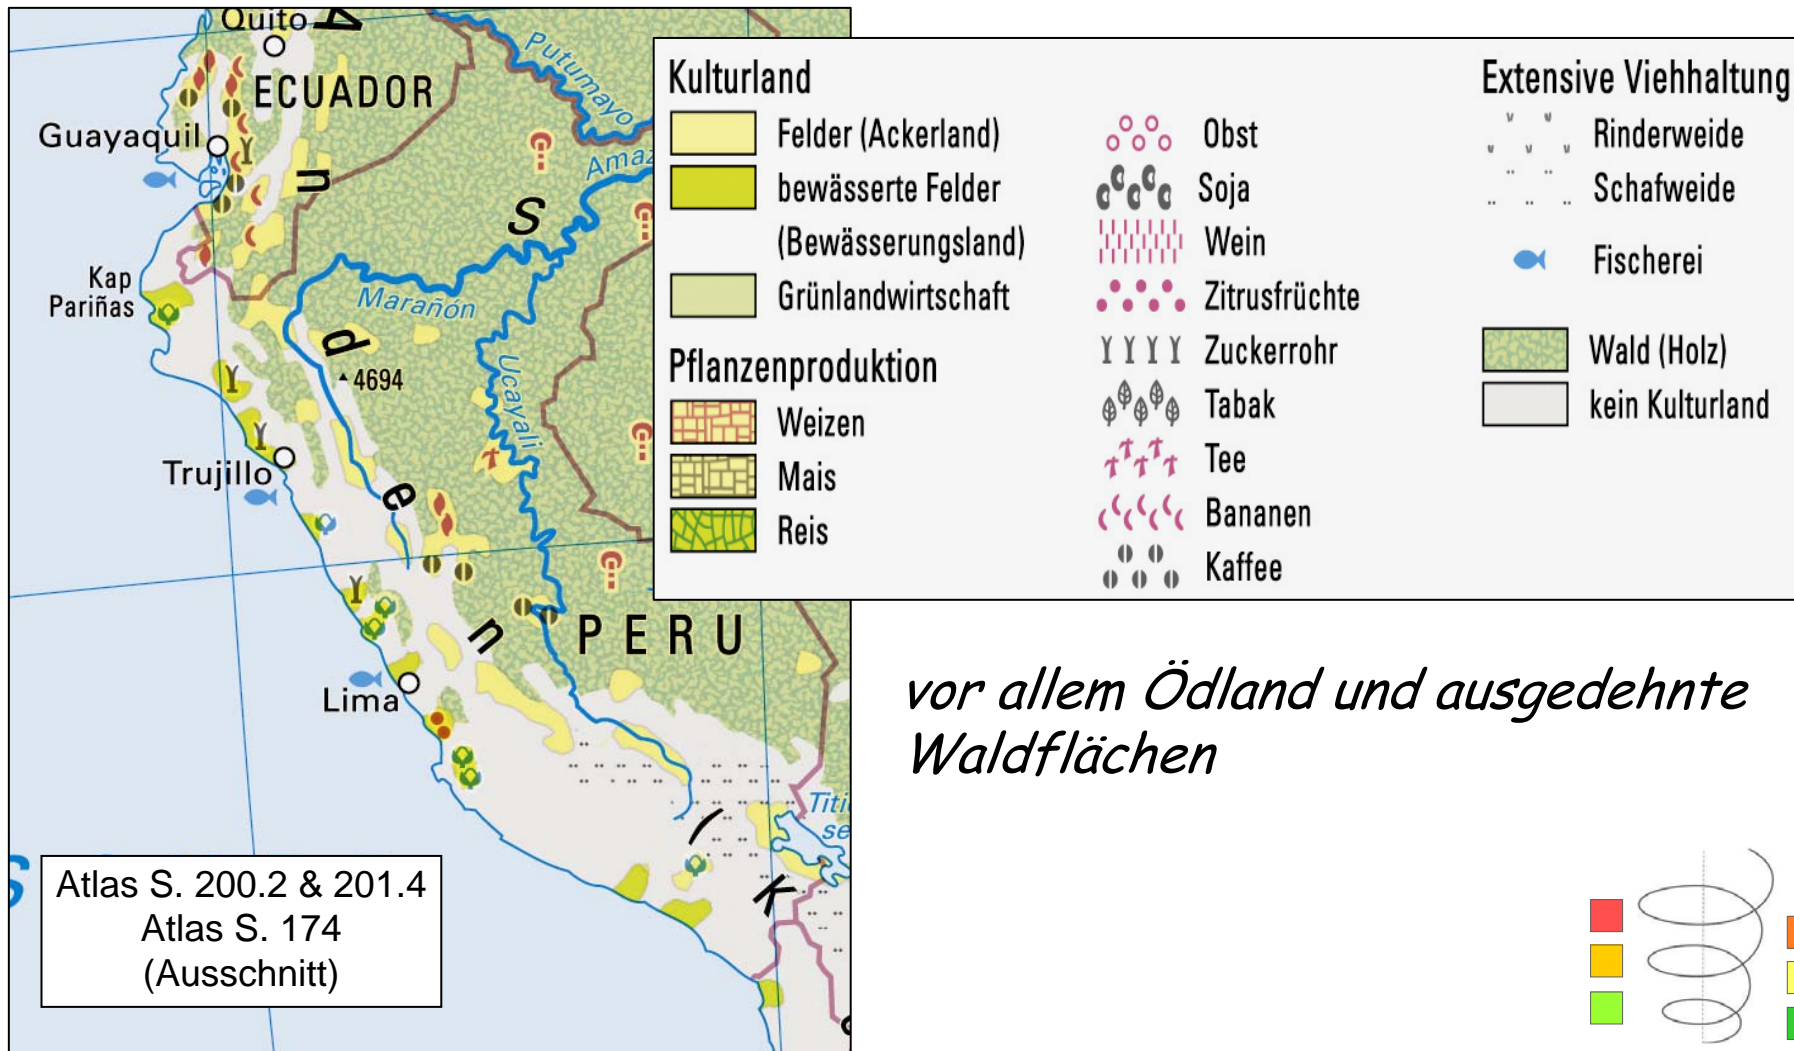 Quito
ECUADOR
Guayaquil
Putumayo
Amaz
n
S
Kap
Pariñas
Marañón
d
4694
Ucayali
Trujillo
e
n
PERU
Lima
Titi
se
k
Kulturland
Felder (Ackerland)
bewässerte Felder
(Bewässerungsland)
Grünlandwirtschaft
Pflanzenproduktion
Weizen
Mais
Reis
Obst
Soja
Wein
Zitrusfrüchte
Zuckerrohr
Tabak
Tee
Bananen
Kaffee
Extensive Viehhaltung
Rinderweide
Schafweide
Fischerei
Wald (Holz)
kein Kulturland
vor allem Ödland und ausgedehnte
Waldflächen
Atlas S. 200.2 & 201.4
Atlas S. 174
(Ausschnitt)